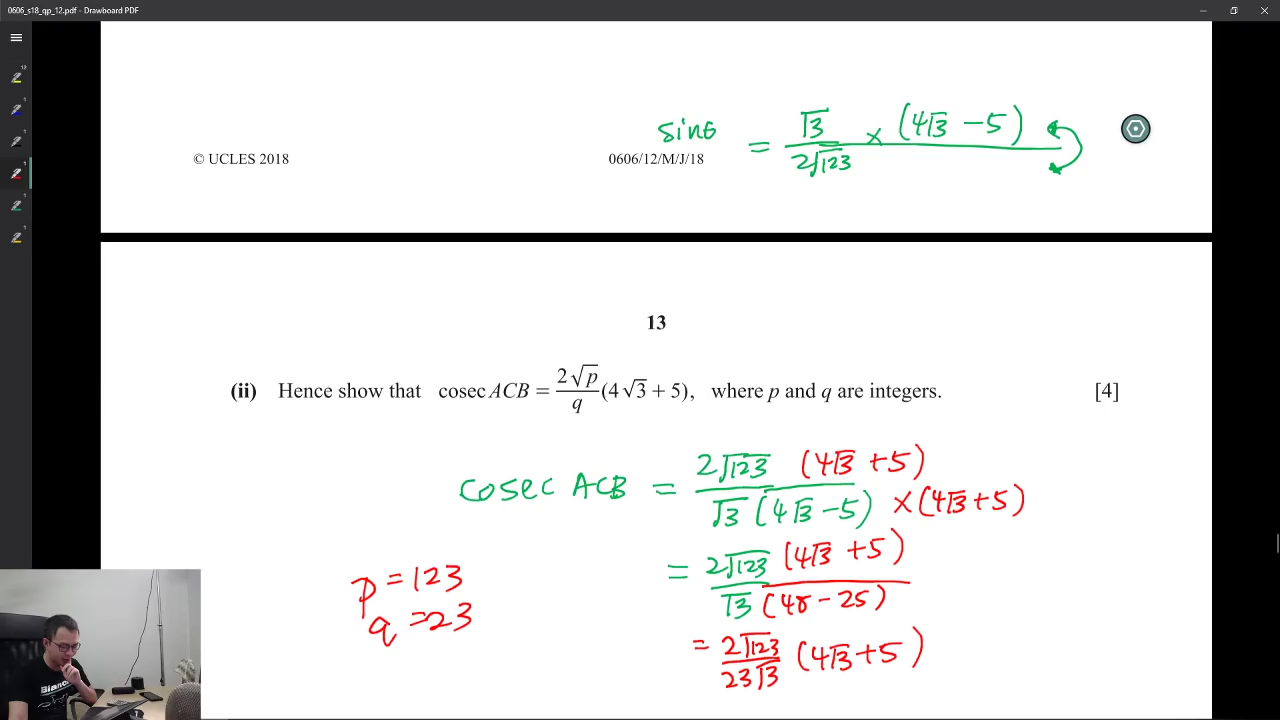 0606_s18_qp_12.pdf - Drawboard PDF
sinθ = √3/2√123 × (4√3 − 5)
© UCLES 2018 0606/12/M/J/18
13
(ii) Hence show that cosec ACB = 2√p/q (4√3 + 5), where p and q are integers. [4]
cosec ACB = 2√123 (4√3 + 5) / √3 (4√3 − 5) × (4√3 + 5)
= 2√123 (4√3 + 5) / √3 (48 − 25)
= 2√123 / 23√3 (4√3 + 5)
p = 123
q = 23